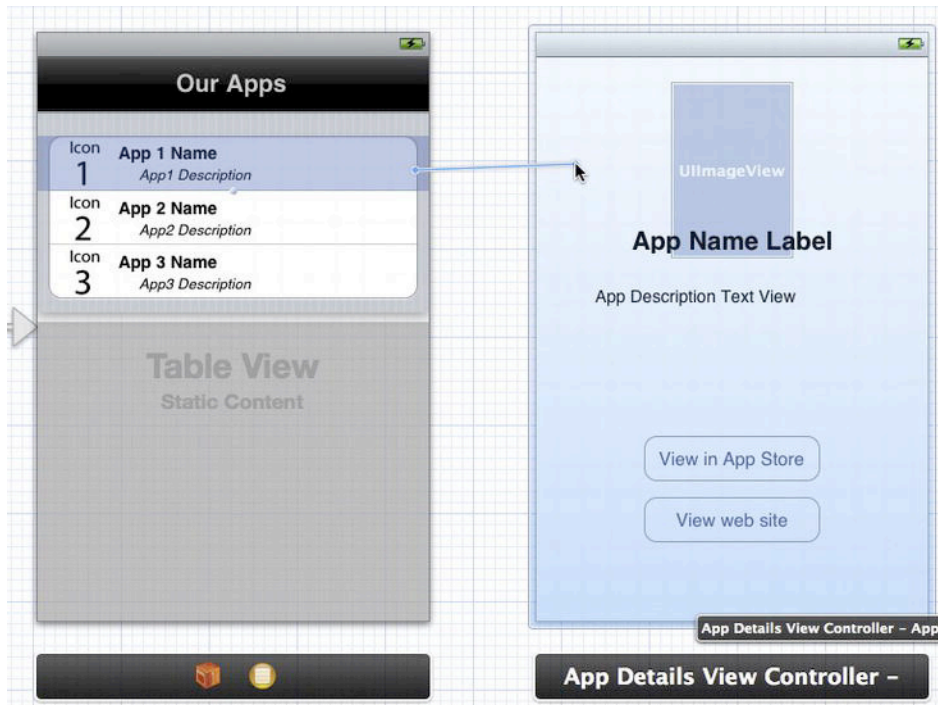 Our Apps
Icon
1
App 1 Name
App1 Description
Icon
2
App 2 Name
App2 Description
Icon
3
App 3 Name
App3 Description
Table View
Static Content
UIImageView
App Name Label
App Description Text View
View in App Store
View web site
App Details View Controller - App
App Details View Controller -